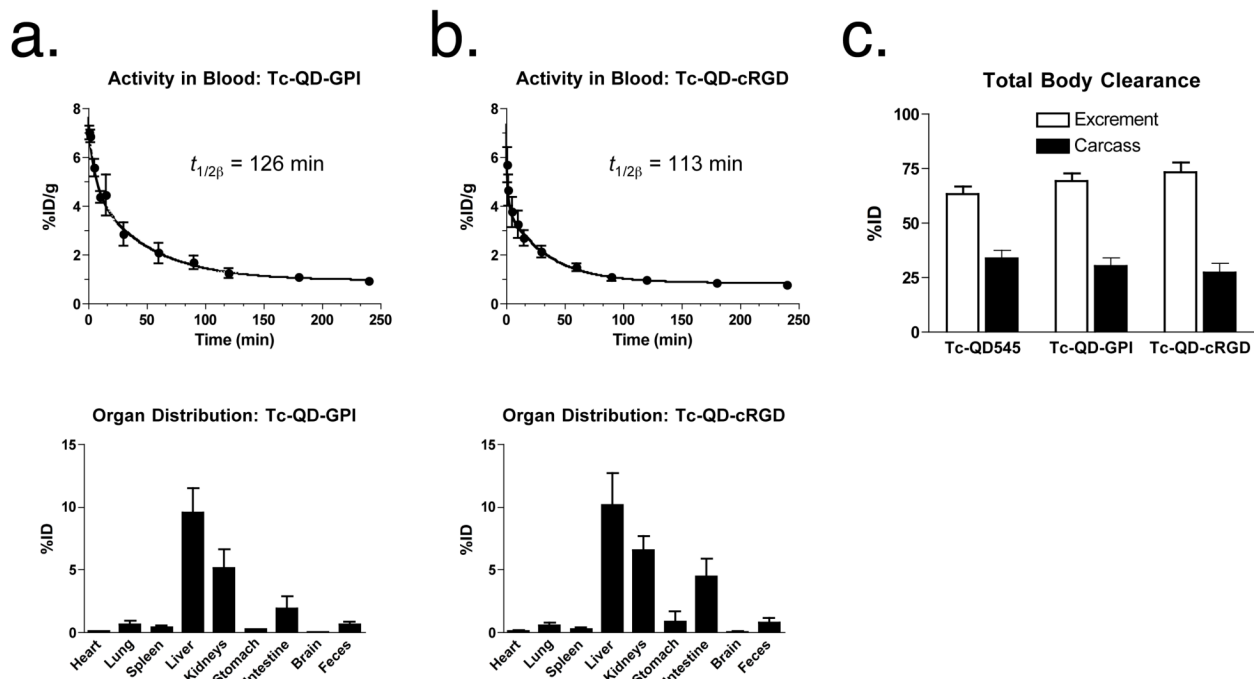 a.
Activity in Blood: Tc-QD-GPI
8
6
4
2
0
%ID/g
t1/2β = 126 min
0 50 100 150 200 250
Time (min)
Organ Distribution: Tc-QD-GPI
15
10
5
0
%ID
Heart
Lung
Spleen
Liver
Kidneys
Stomach
Intestine
Brain
Feces
b.
Activity in Blood: Tc-QD-cRGD
8
6
4
2
0
%ID/g
t1/2β = 113 min
0 50 100 150 200 250
Time (min)
Organ Distribution: Tc-QD-cRGD
15
10
5
0
%ID
Heart
Lung
Spleen
Liver
Kidneys
Stomach
Intestine
Brain
Feces
c.
Total Body Clearance
Excrement
Carcass
100
75
50
25
0
%ID
Tc-QD545 Tc-QD-GPI Tc-QD-cRGD